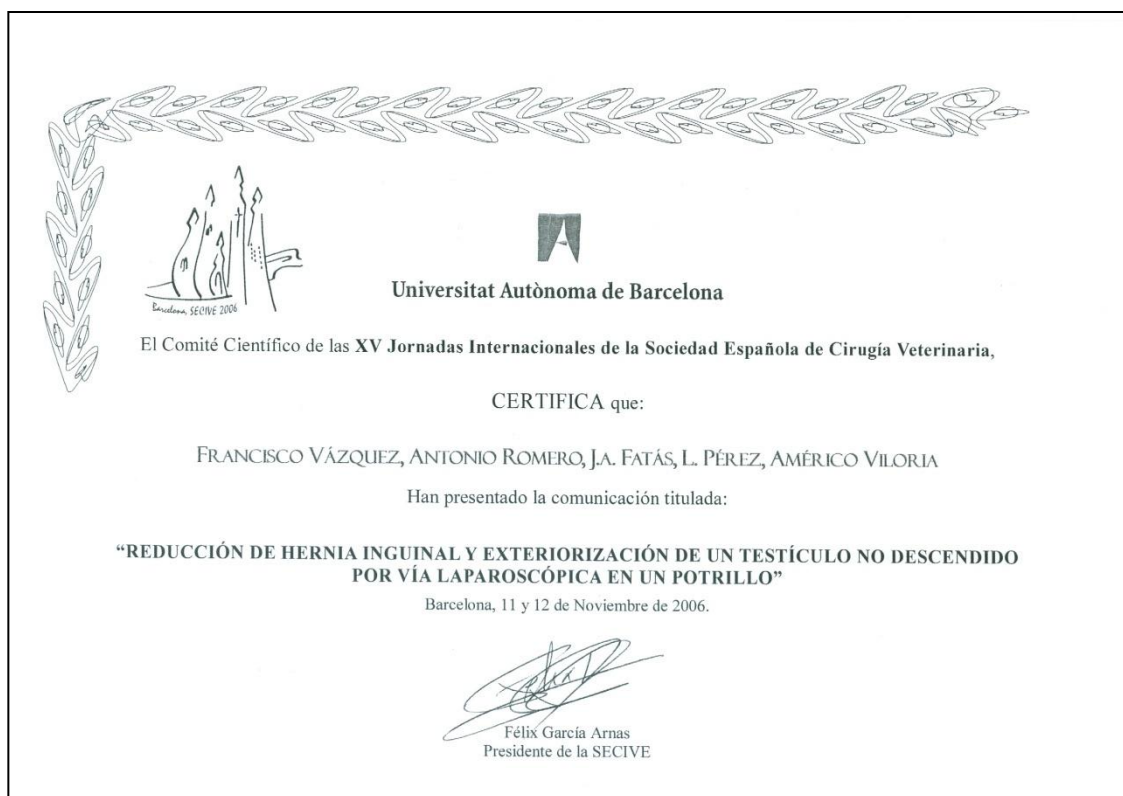 Barcelona, SECIVE 2006
Universitat Autònoma de Barcelona
El Comité Científico de las XV Jornadas Internacionales de la Sociedad Española de Cirugía Veterinaria,
CERTIFICA que:
FRANCISCO VÁZQUEZ, ANTONIO ROMERO, J.A. FATÁS, L. PÉREZ, AMÉRICO VILORIA
Han presentado la comunicación titulada:
“REDUCCIÓN DE HERNIA INGUINAL Y EXTERIORIZACIÓN DE UN TESTÍCULO NO DESCENDIDO
POR VÍA LAPAROSCÓPICA EN UN POTRILLO”
Barcelona, 11 y 12 de Noviembre de 2006.
Félix García Arnas
Presidente de la SECIVE